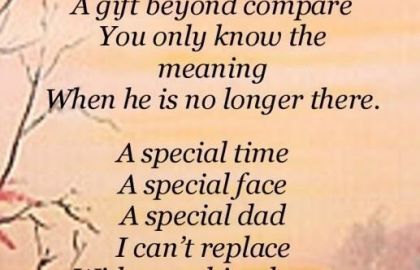 A gift beyond compare
You only know the
meaning
When he is no longer there.
A special time
A special face
A special dad
I can't replace